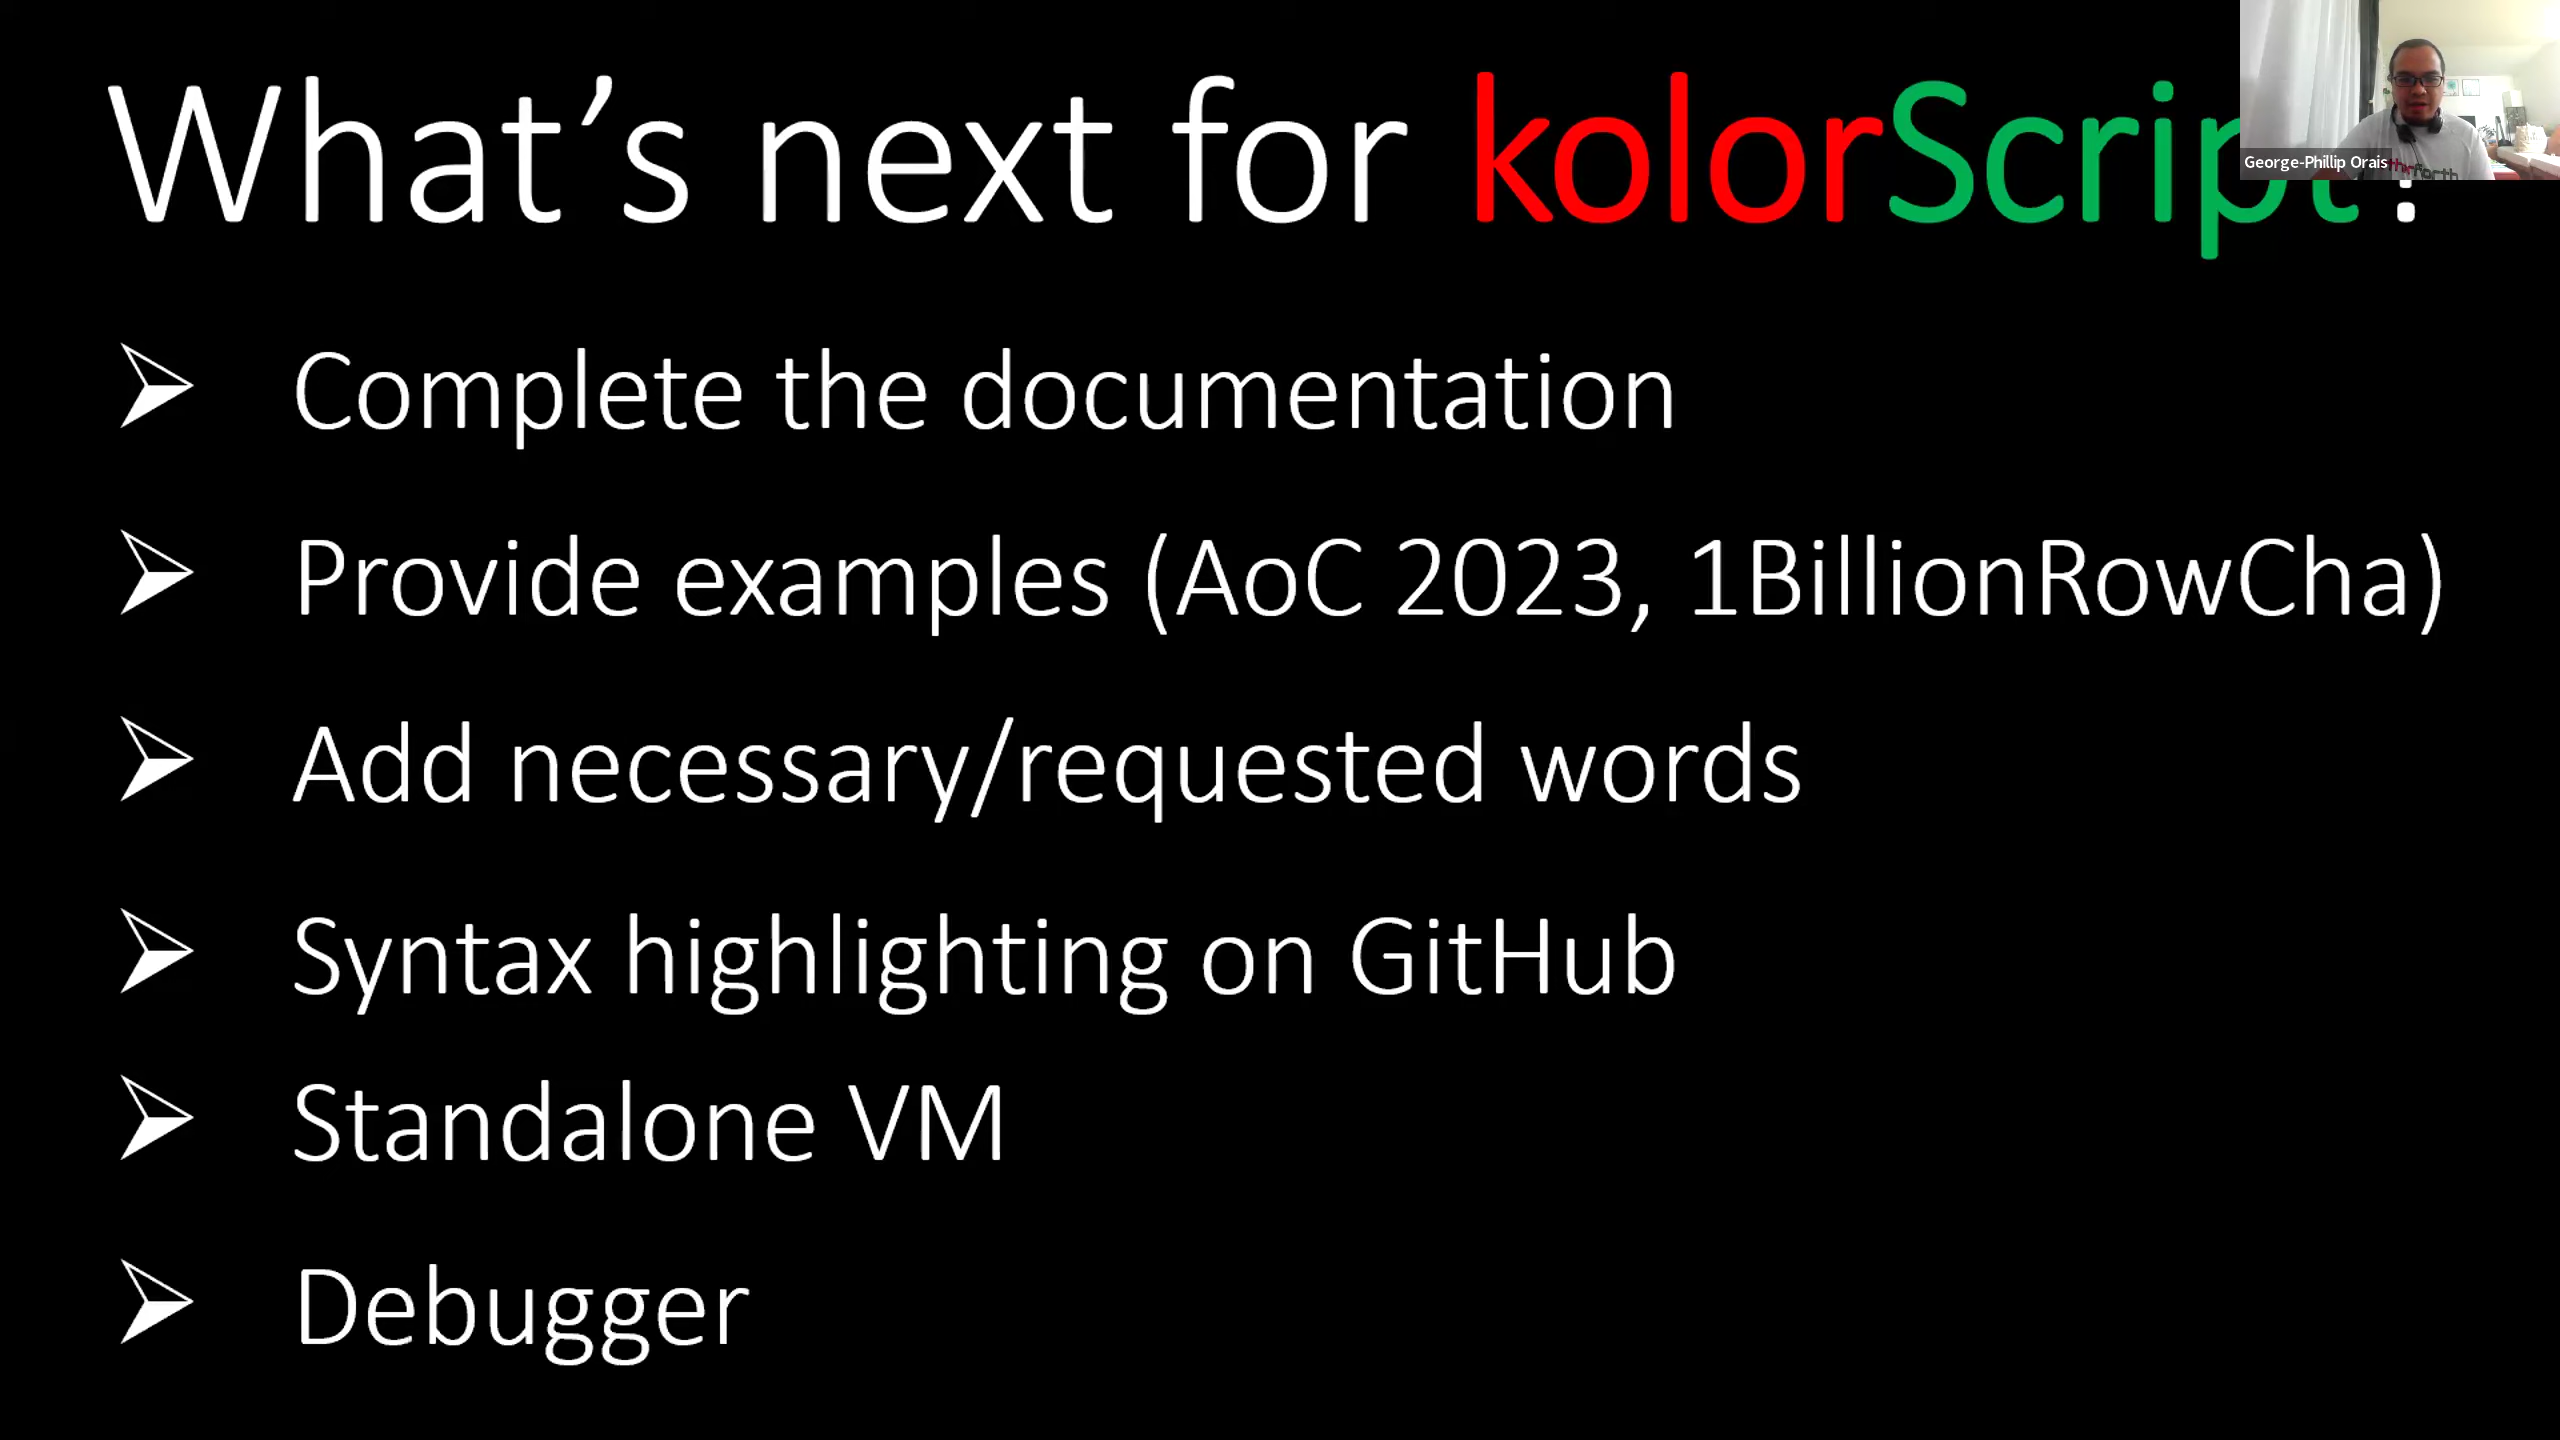 What’s next for kolorScript?
George-Phillip Orais
Complete the documentation
Provide examples (AoC 2023, 1BillionRowCha)
Add necessary/requested words
Syntax highlighting on GitHub
Standalone VM
Debugger